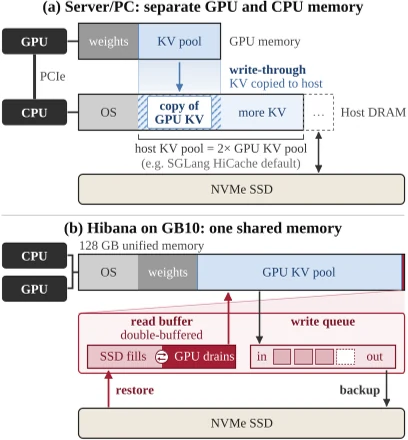 (a) Server/PC: separate GPU and CPU memory
GPU
weights
KV pool
GPU memory
PCIe
write-through
KV copied to host
CPU
OS
copy of
GPU KV
more KV
...
Host DRAM
host KV pool = 2× GPU KV pool
(e.g. SGLang HiCache default)
NVMe SSD
(b) Hibana on GB10: one shared memory
128 GB unified memory
CPU
GPU
OS
weights
GPU KV pool
read buffer
double-buffered
SSD fills
GPU drains
write queue
in
out
restore
backup
NVMe SSD